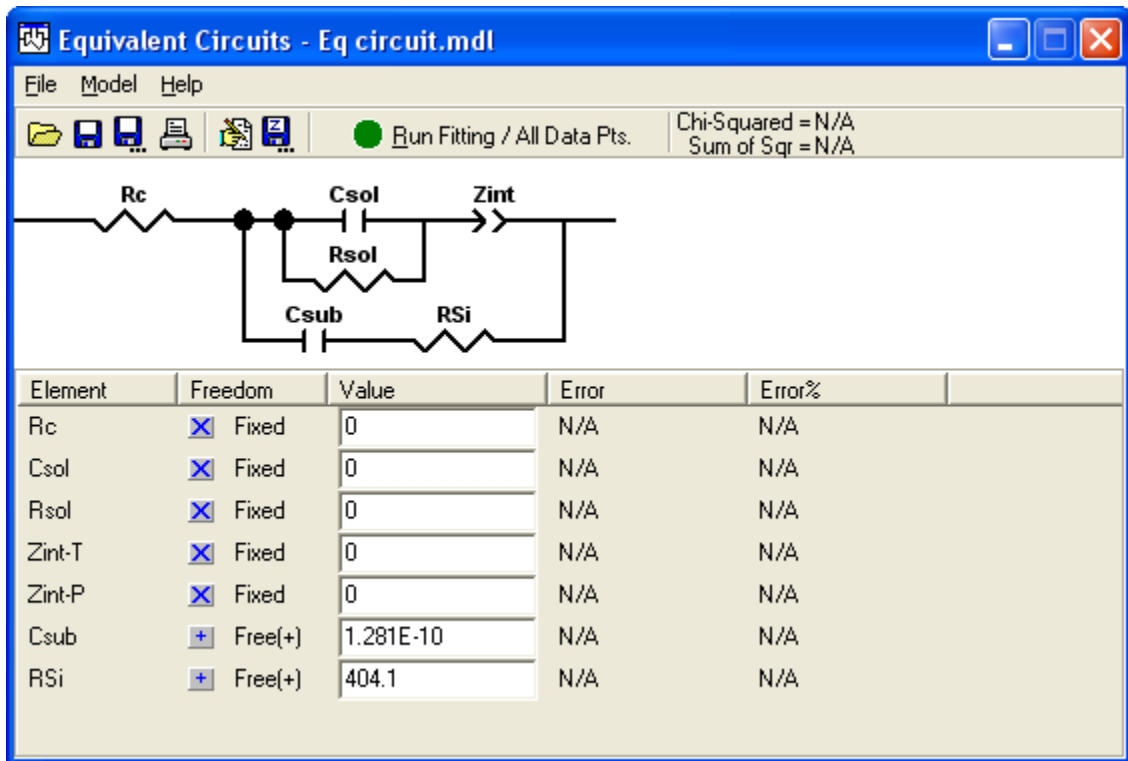 Equivalent Circuits - Eq circuit.mdl
File Model Help
Run Fitting / All Data Pts.
Chi-Squared = N/A
Sum of Sqr = N/A
Rc Csol Zint
Rsol
Csub RSi
Element Freedom Value Error Error%
Rc Fixed 0 N/A N/A
Csol Fixed 0 N/A N/A
Rsol Fixed 0 N/A N/A
Zint-T Fixed 0 N/A N/A
Zint-P Fixed 0 N/A N/A
Csub + Free(+) 1.281E-10 N/A N/A
RSi + Free(+) 404.1 N/A N/A